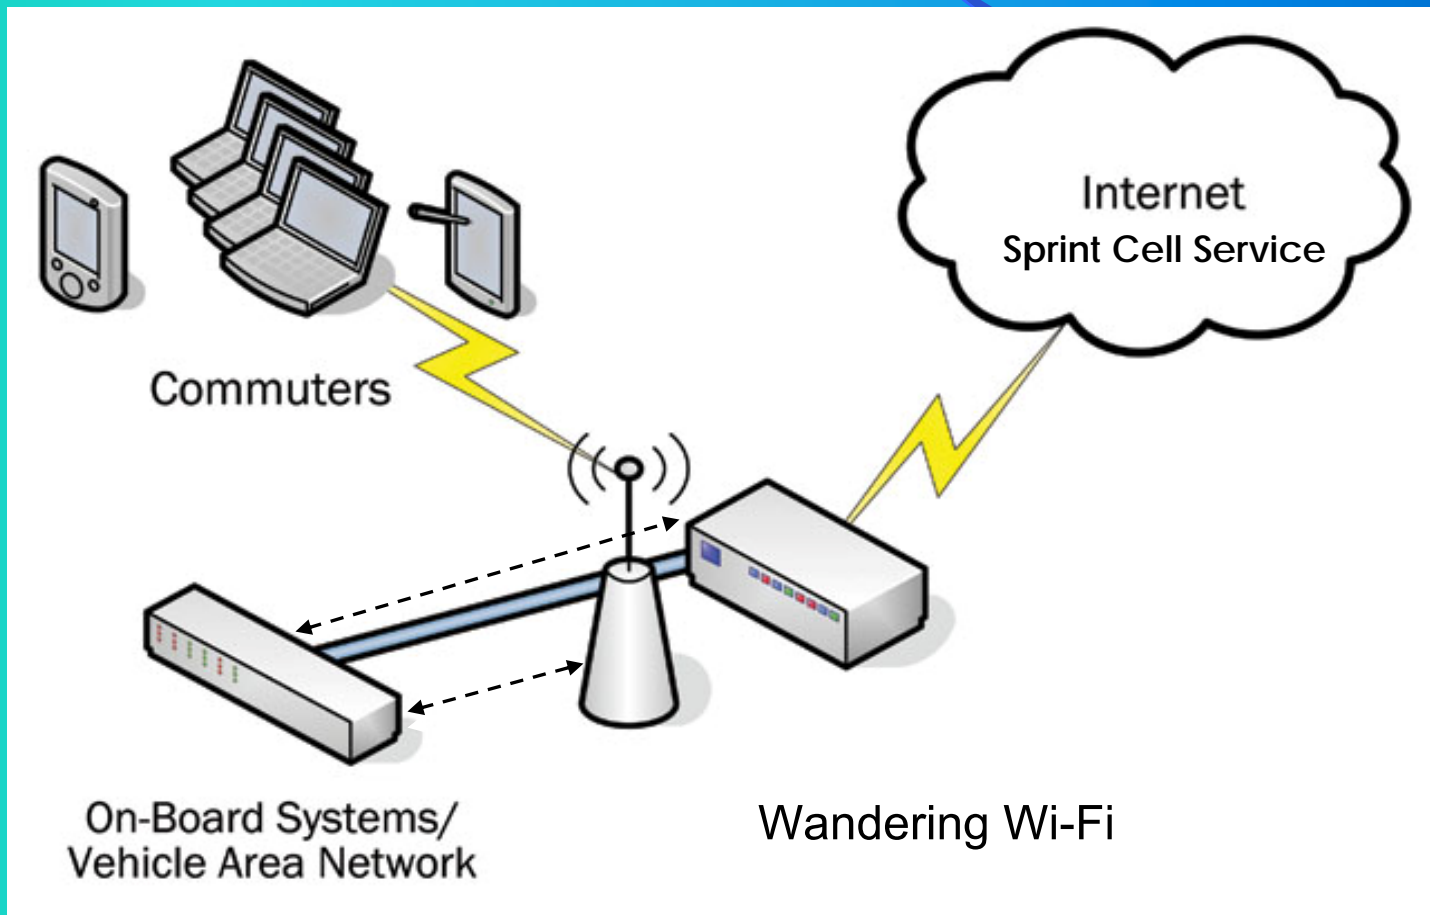 Internet
Sprint Cell Service
Commuters
On-Board Systems/
Vehicle Area Network
Wandering Wi-Fi